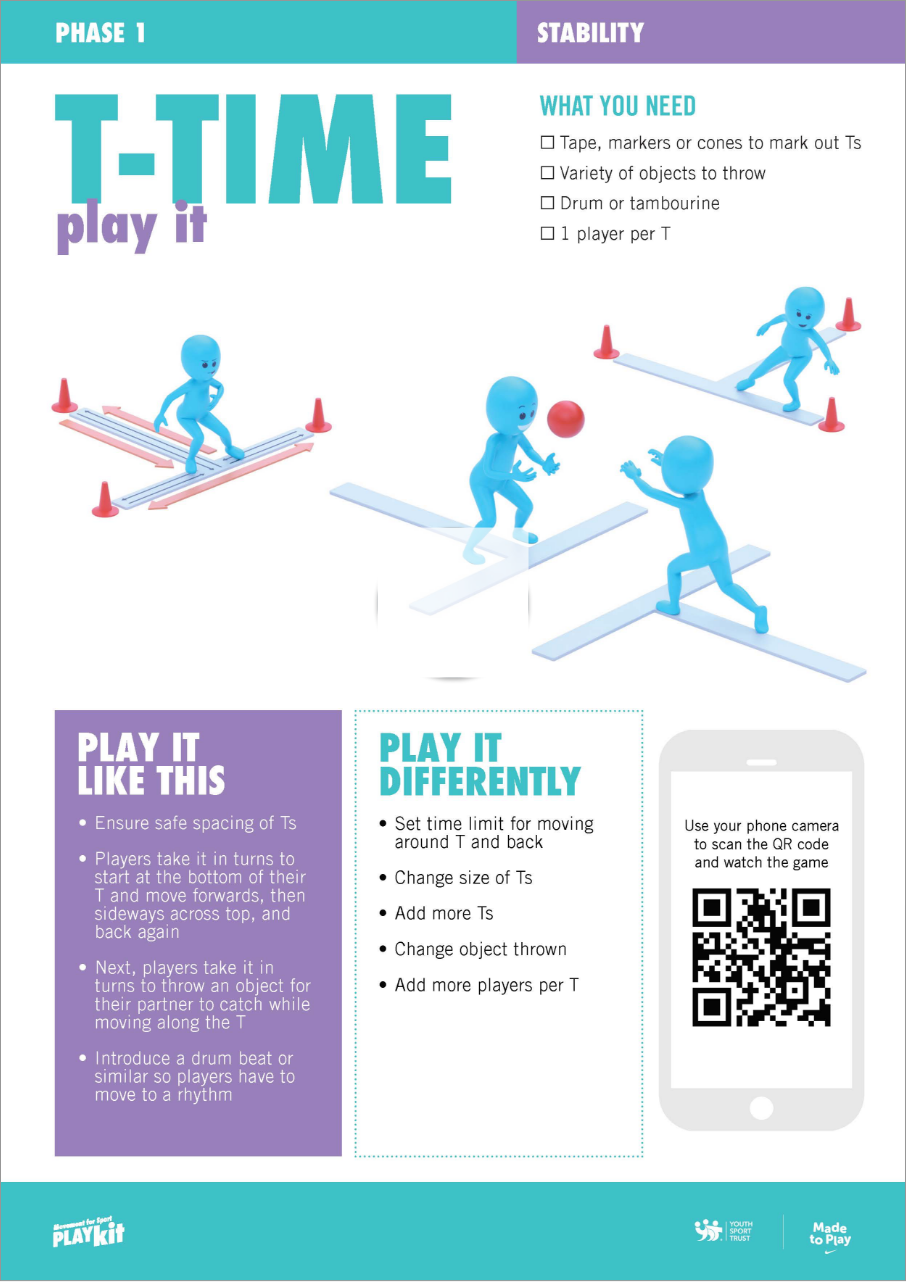 PHASE 1
STABILITY
T-TIME
play it
WHAT YOU NEED
☐ Tape, markers or cones to mark out Ts
☐ Variety of objects to throw
☐ Drum or tambourine
☐ 1 player per T
PLAY IT
LIKE THIS
• Ensure safe spacing of Ts
• Players take it in turns to
start at the bottom of their
T and move forwards, then
sideways across top, and
back again
• Next, players take it in
turns to throw an object for
their partner to catch while
moving along the T
• Introduce a drum beat or
similar so players have to
move to a rhythm
PLAY IT
DIFFERENTLY
• Set time limit for moving
around T and back
• Change size of Ts
• Add more Ts
• Change object thrown
• Add more players per T
Use your phone camera
to scan the QR code
and watch the game
Movement for Sport
PLAYkit
YOUTH
SPORT
TRUST
Made
to Play